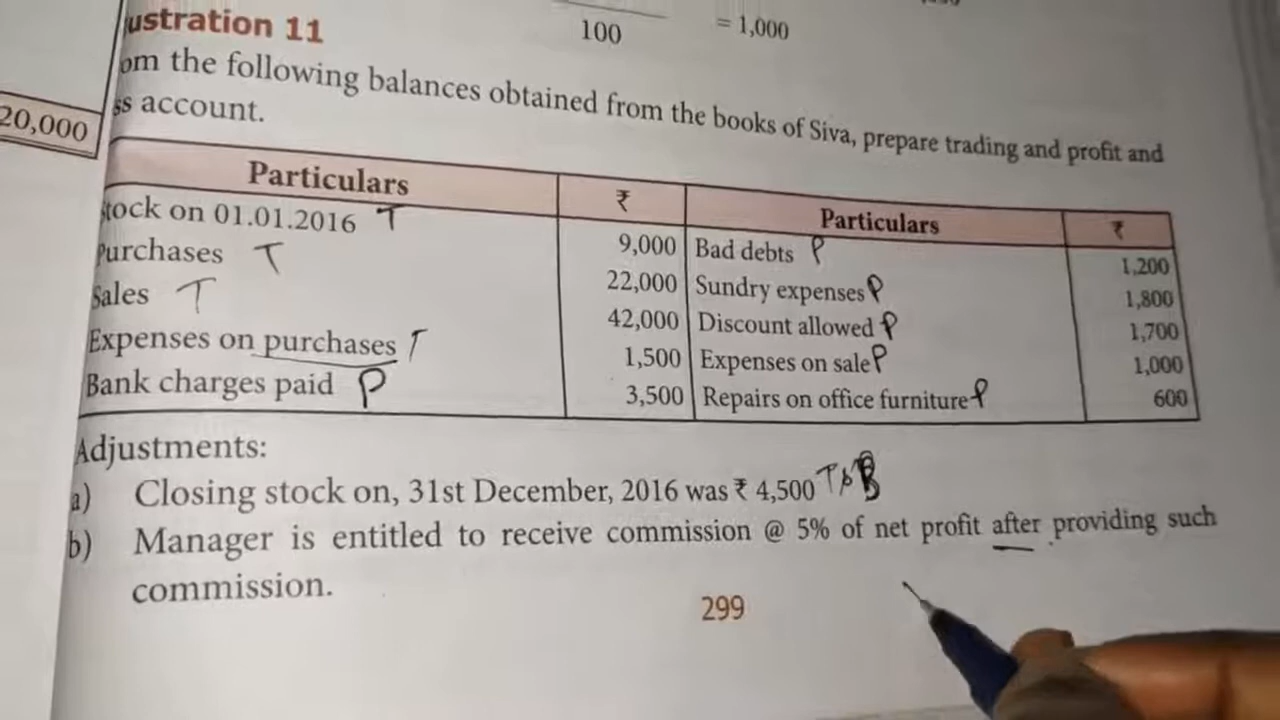 ustration 11
100 = 1,000
om the following balances obtained from the books of Siva, prepare trading and profit and
ss account.
20,000
Particulars ₹ Particulars ₹
Stock on 01.01.2016 T 9,000 Bad debts P 1,200
Purchases T 22,000 Sundry expenses P 1,800
Sales T 42,000 Discount allowed P 1,700
Expenses on purchases T 1,500 Expenses on sale P 1,000
Bank charges paid P 3,500 Repairs on office furniture P 600
Adjustments:
a) Closing stock on, 31st December, 2016 was ₹ 4,500 T B
b) Manager is entitled to receive commission @ 5% of net profit after providing such
commission.
299